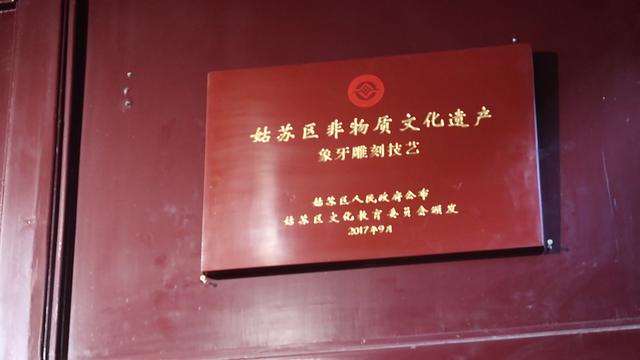 姑苏区非物质文化遗产
象牙雕刻技艺
姑苏区人民政府公布
姑苏区文化教育委员会颁发
2017年9月